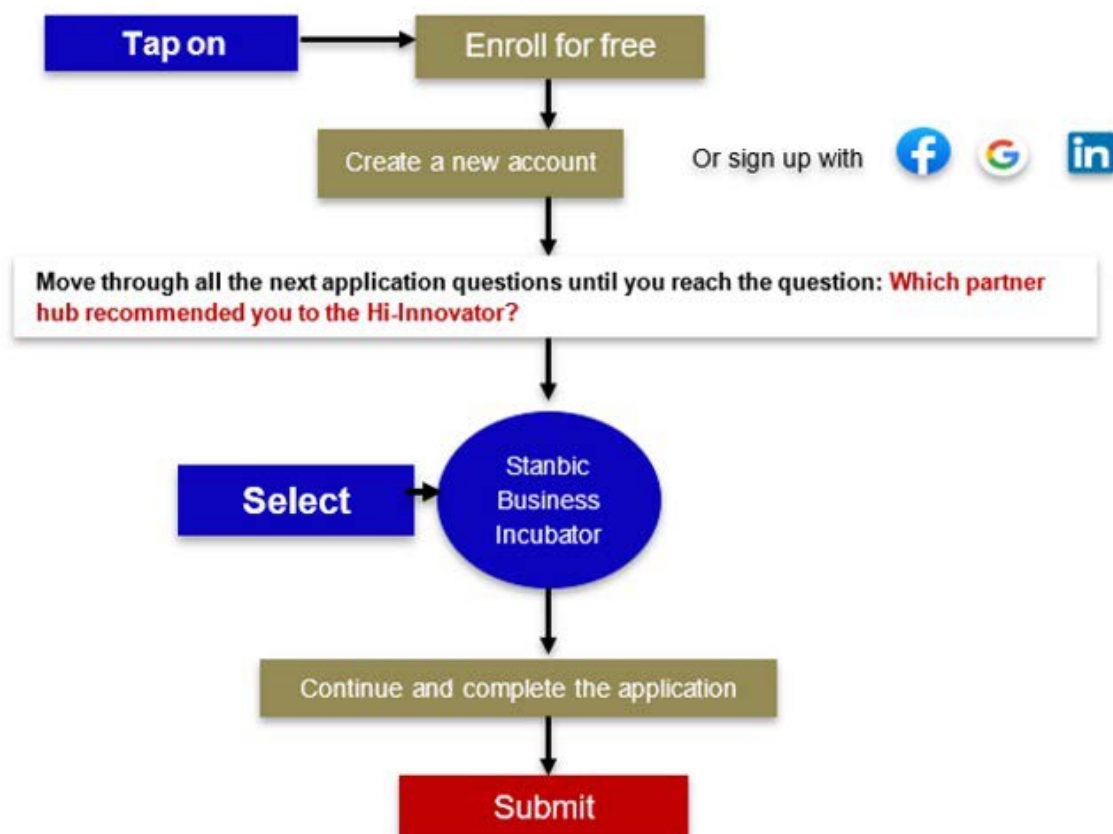 Tap on
Enroll for free
Create a new account
Or sign up with
Move through all the next application questions until you reach the question: Which partner
hub recommended you to the Hi-Innovator?
Select
Stanbic
Business
Incubator
Continue and complete the application
Submit